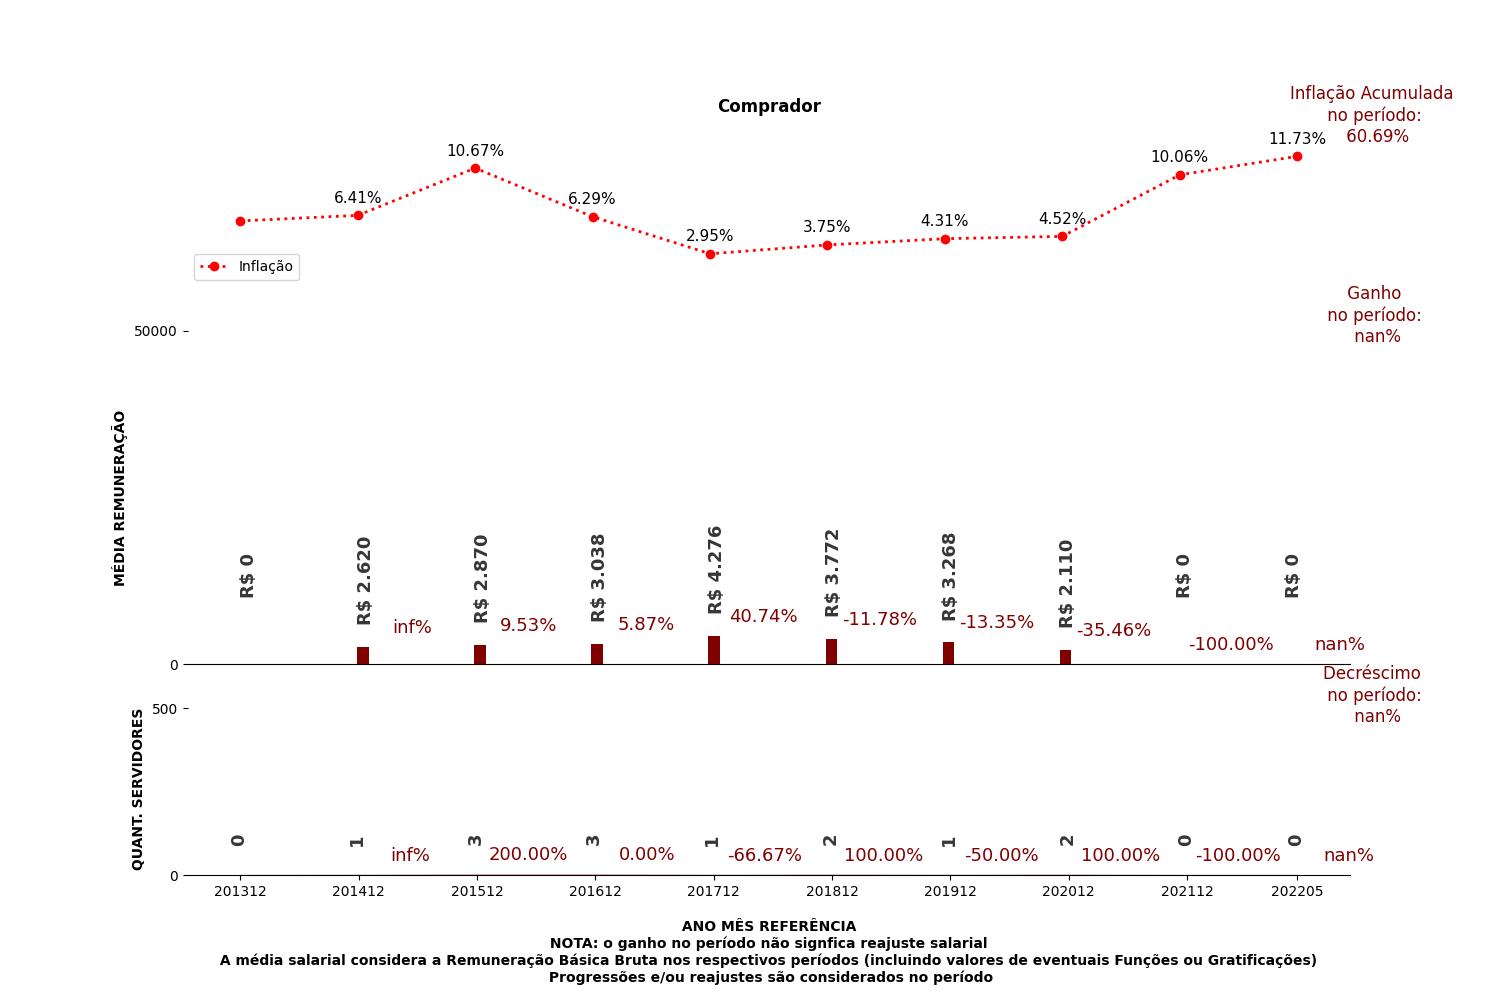 Comprador
Inflação Acumulada
no período:
60.69%
6.41%
10.67%
6.29%
2.95%
3.75%
4.31%
4.52%
10.06%
11.73%
Inflação
Ganho
no período:
nan%
50000
0
MÉDIA REMUNERAÇÃO
R$ 0
R$ 2.620
R$ 2.870
R$ 3.038
R$ 4.276
R$ 3.772
R$ 3.268
R$ 2.110
R$ 0
R$ 0
inf%
9.53%
5.87%
40.74%
-11.78%
-13.35%
-35.46%
-100.00%
nan%
Decréscimo
no período:
nan%
500
0
QUANT. SERVIDORES
0
1
3
3
1
2
1
2
0
0
inf%
200.00%
0.00%
-66.67%
100.00%
-50.00%
100.00%
-100.00%
nan%
201312
201412
201512
201612
201712
201812
201912
202012
202112
202205
ANO MÊS REFERÊNCIA
NOTA: o ganho no período não signfica reajuste salarial
A média salarial considera a Remuneração Básica Bruta nos respectivos períodos (incluindo valores de eventuais Funções ou Gratificações)
Progressões e/ou reajustes são considerados no período